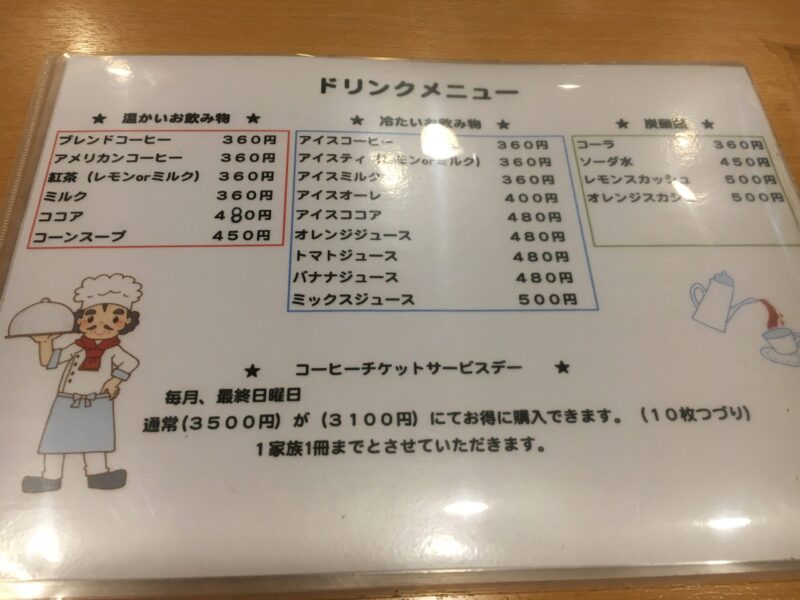 ドリンクメニュー
★ 温かいお飲み物 ★
ブレンドコーヒー 360円
アメリカンコーヒー 360円
紅茶(レモンorミルク) 360円
ミルク 360円
ココア 480円
コーンスープ 450円
★ 冷たいお飲み物 ★
アイスコーヒー 360円
アイスティ(レモンorミルク) 360円
アイスミルク 360円
アイスオーレ 400円
アイスココア 480円
オレンジジュース 480円
トマトジュース 480円
バナナジュース 480円
ミックスジュース 500円
★ 炭酸 ★
コーラ 360円
ソーダ水 450円
レモンスカッシュ 500円
オレンジスカシュ 500円
★ コーヒーチケットサービスデー ★
毎月、最終日曜日
通常(3500円)が(3100円)にてお得に購入できます。(10枚つづり)
1家族1冊までとさせていただきます。